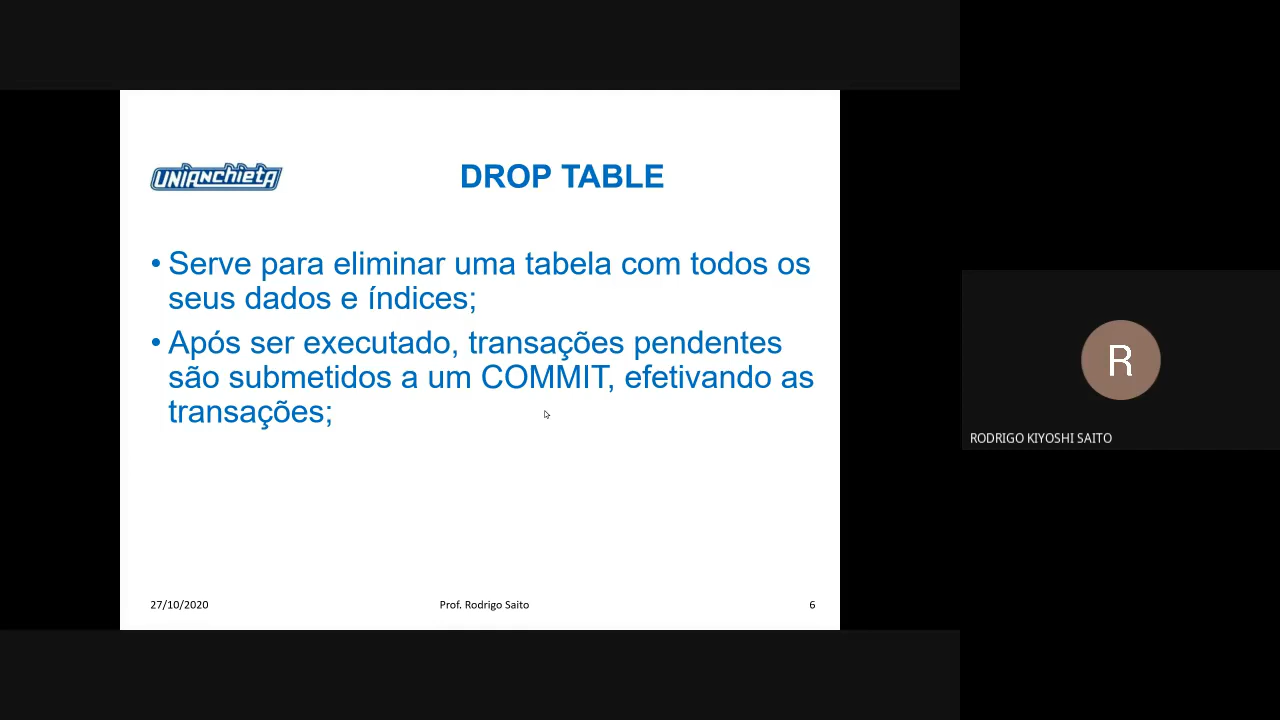 UNIANCHIETA
DROP TABLE
• Serve para eliminar uma tabela com todos os
seus dados e índices;
• Após ser executado, transações pendentes
são submetidos a um COMMIT, efetivando as
transações;
R
RODRIGO KIYOSHI SAITO
27/10/2020
Prof. Rodrigo Saito
6